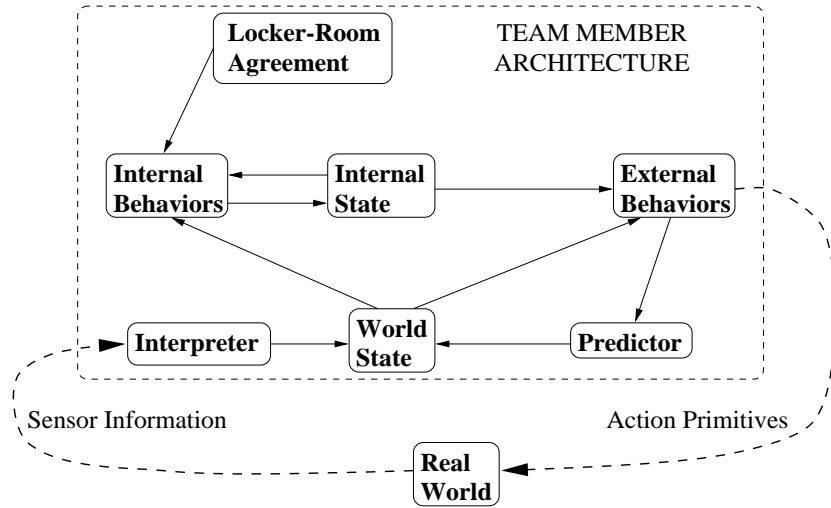 Locker-Room
Agreement
TEAM MEMBER
ARCHITECTURE
Internal
Behaviors
Internal
State
External
Behaviors
Interpreter
World
State
Predictor
Sensor Information
Action Primitives
Real
World